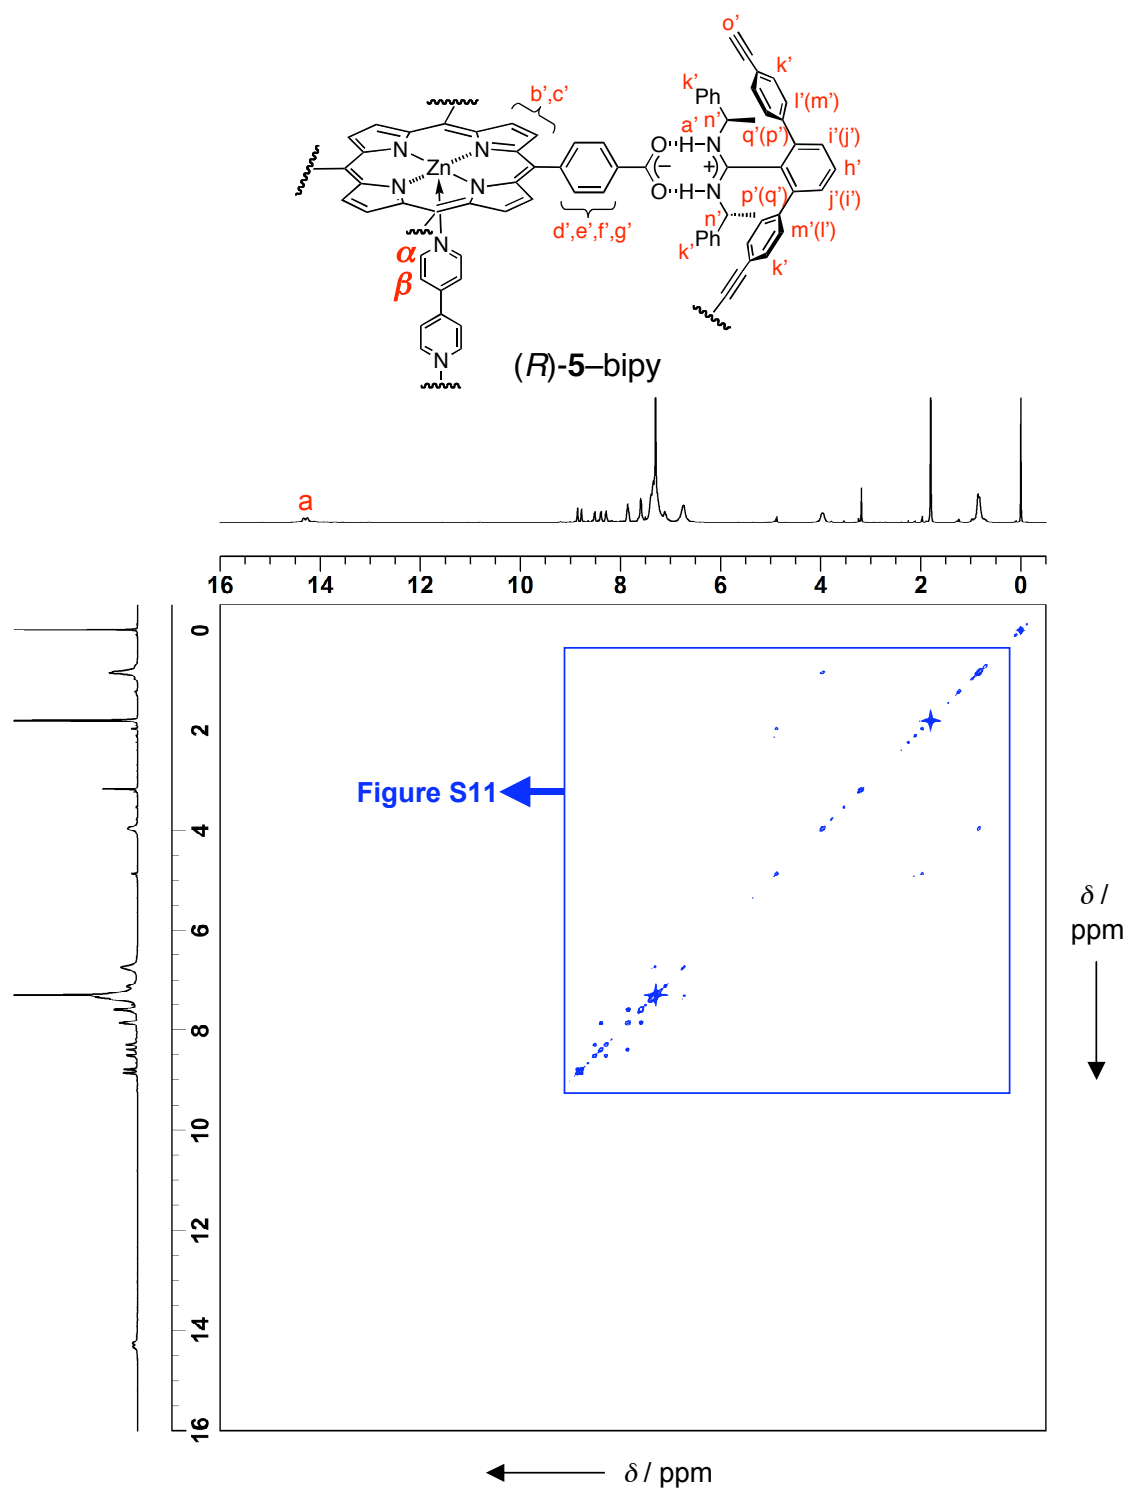 o'
k'
k'
l'(m')
b',c'
Ph
n'
a'
q'(p')
i'(j')
O H N
N N
Zn
− + h'
N N
O H N
p'(q')
j'(i')
d',e',f',g'
n'
Ph
k'
m'(l')
k'
N
α
β
N
(R)-5–bipy
a
16 14 12 10 8 6 4 2 0
0
2
Figure S11
4
δ /
ppm
6
8
10
12
14
16
δ / ppm